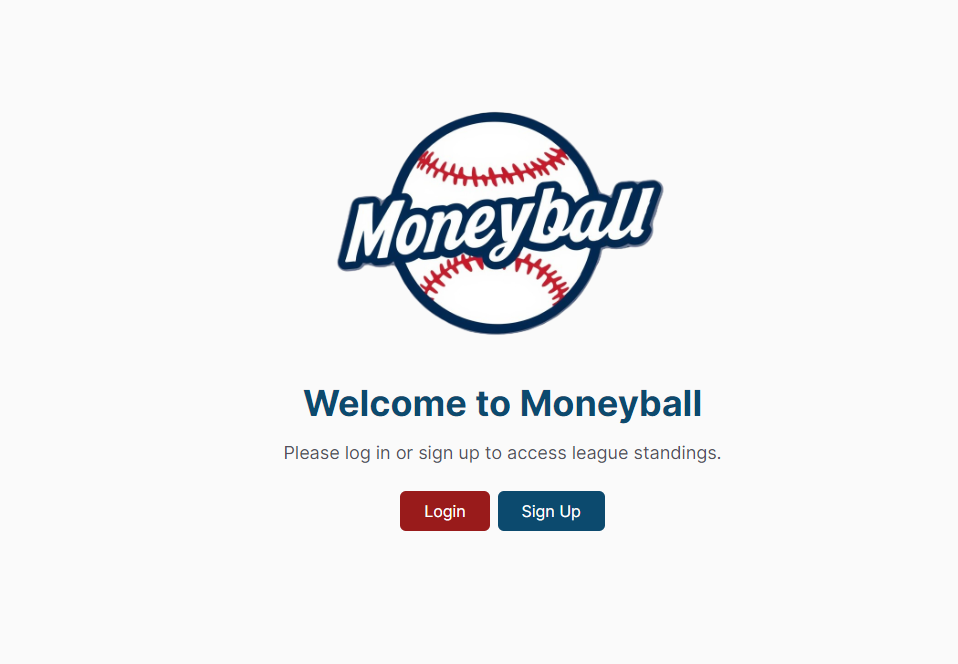 Moneyball
Welcome to Moneyball
Please log in or sign up to access league standings.
Login
Sign Up